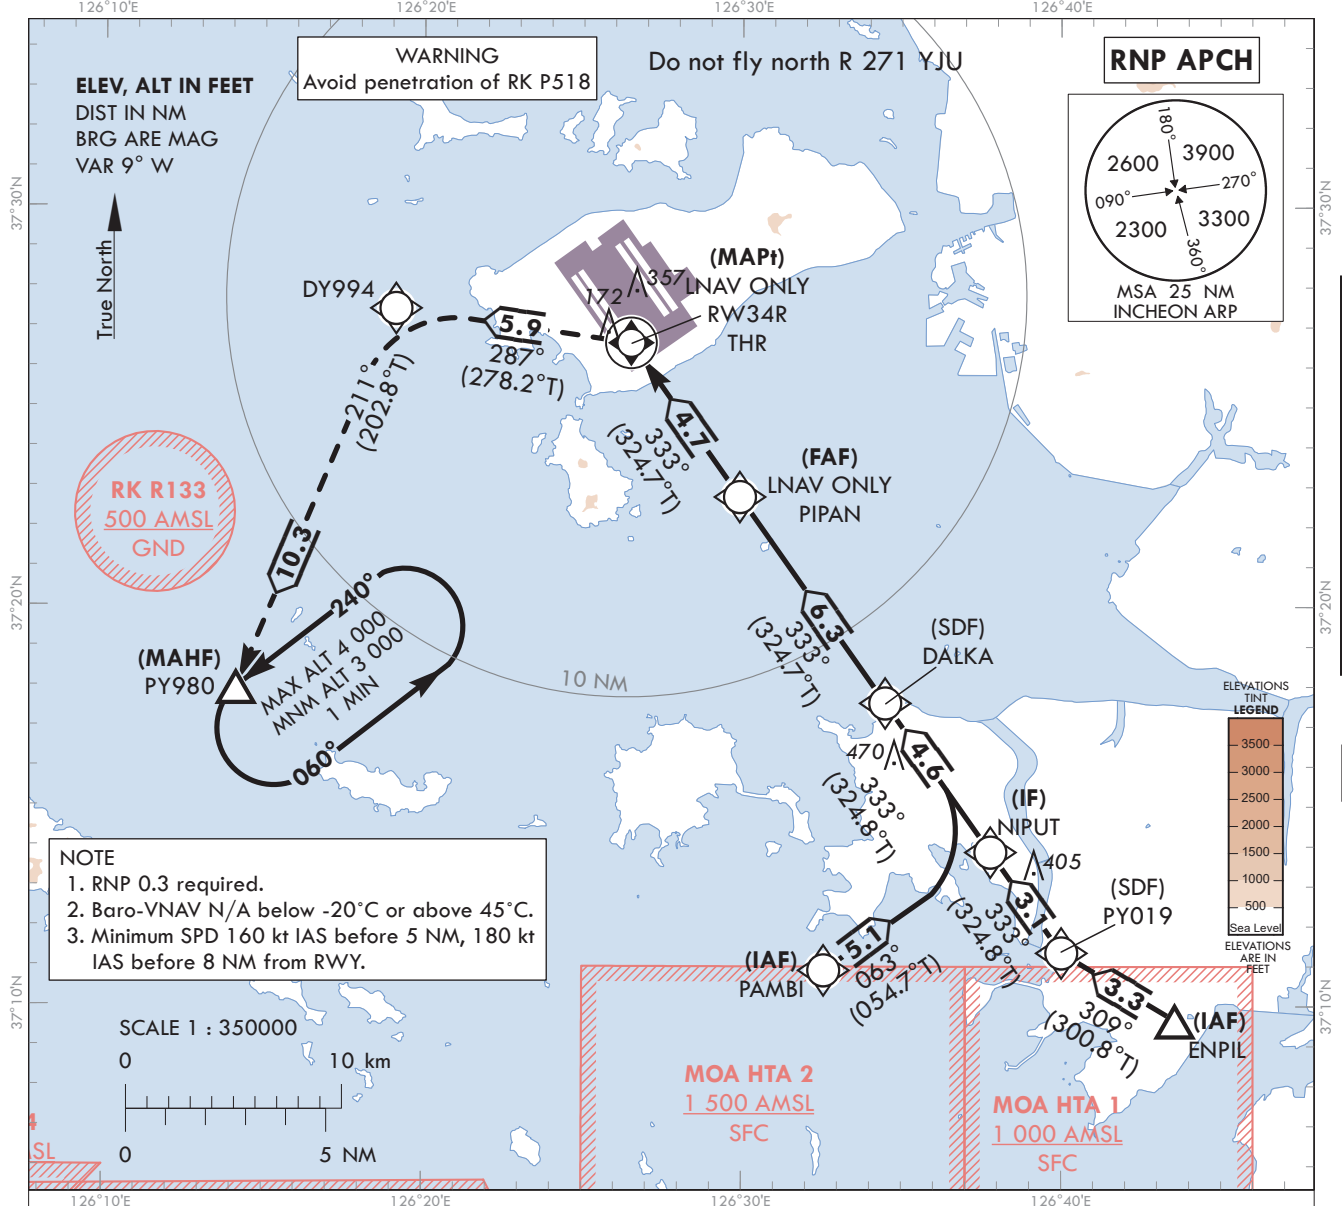 126°10'E
126°20'E
126°30'E
126°40'E
WARNING
Avoid penetration of RK P518
Do not fly north R 271 YJU
RNP APCH
ELEV, ALT IN FEET
DIST IN NM
BRG ARE MAG
VAR 9° W
True North
180°
2600
3900
270°
090°
2300
3300
360°
MSA 25 NM
INCHEON ARP
37°30'N
37°30'N
DY994
(MAPt)
LNAV ONLY
RW34R
THR
357
172
5.9
287°
(278.2°T)
211°
(202.8°T)
4.7
333°
(324.7°T)
(FAF)
LNAV ONLY
PIPAN
RK R133
500 AMSL
GND
10.3
37°20'N
37°20'N
240°
MAX ALT 4 000
MNM ALT 3 000
1 MIN
060°
(MAHF)
PY980
6.3
333°
(324.7°T)
10 NM
(SDF)
DALKA
470
4.6
333°
(324.8°T)
(IF)
NIPUT
405
3.1
333°
(324.8°T)
(SDF)
PY019
ELEVATIONS
TINT
LEGEND
3500
3000
2500
2000
1500
1000
500
Sea Level
ELEVATIONS
ARE IN
FEET
NOTE
1. RNP 0.3 required.
2. Baro-VNAV N/A below -20°C or above 45°C.
3. Minimum SPD 160 kt IAS before 5 NM, 180 kt
IAS before 8 NM from RWY.
(IAF)
PAMBI
5.1
063°
(054.7°T)
3.3
309°
(300.8°T)
(IAF)
ENPIL
37°10'N
37°10'N
SCALE 1 : 350000
0
10 km
0
5 NM
MOA HTA 2
1 500 AMSL
SFC
MOA HTA 1
1 000 AMSL
SFC
4
SL
126°10'E
126°20'E
126°30'E
126°40'E